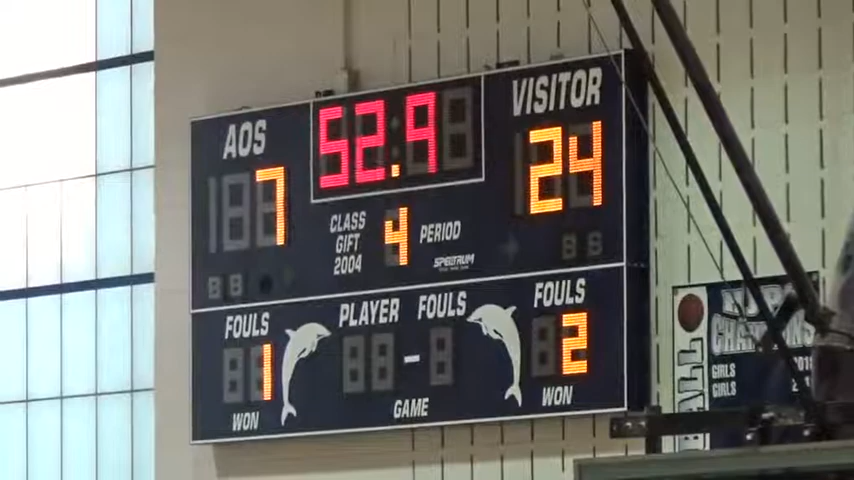 AOS
52.9
VISITOR
7
24
CLASS
GIFT
2004
4
PERIOD
SPECTRUM
B B
B B
FOULS
PLAYER
FOULS
FOULS
1
-
2
WON
GAME
WON
BALL
CHAMPIONS
GIRLS
GIRLS